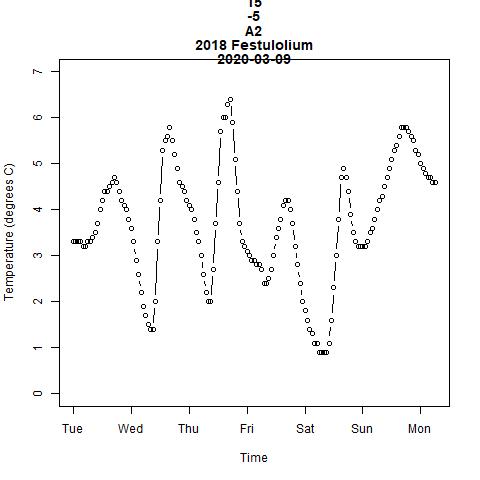 15
-5
A2
2018 Festulolium
2020-03-09
Temperature (degrees C)
7
6
5
4
3
2
1
0
Tue Wed Thu Fri Sat Sun Mon
Time